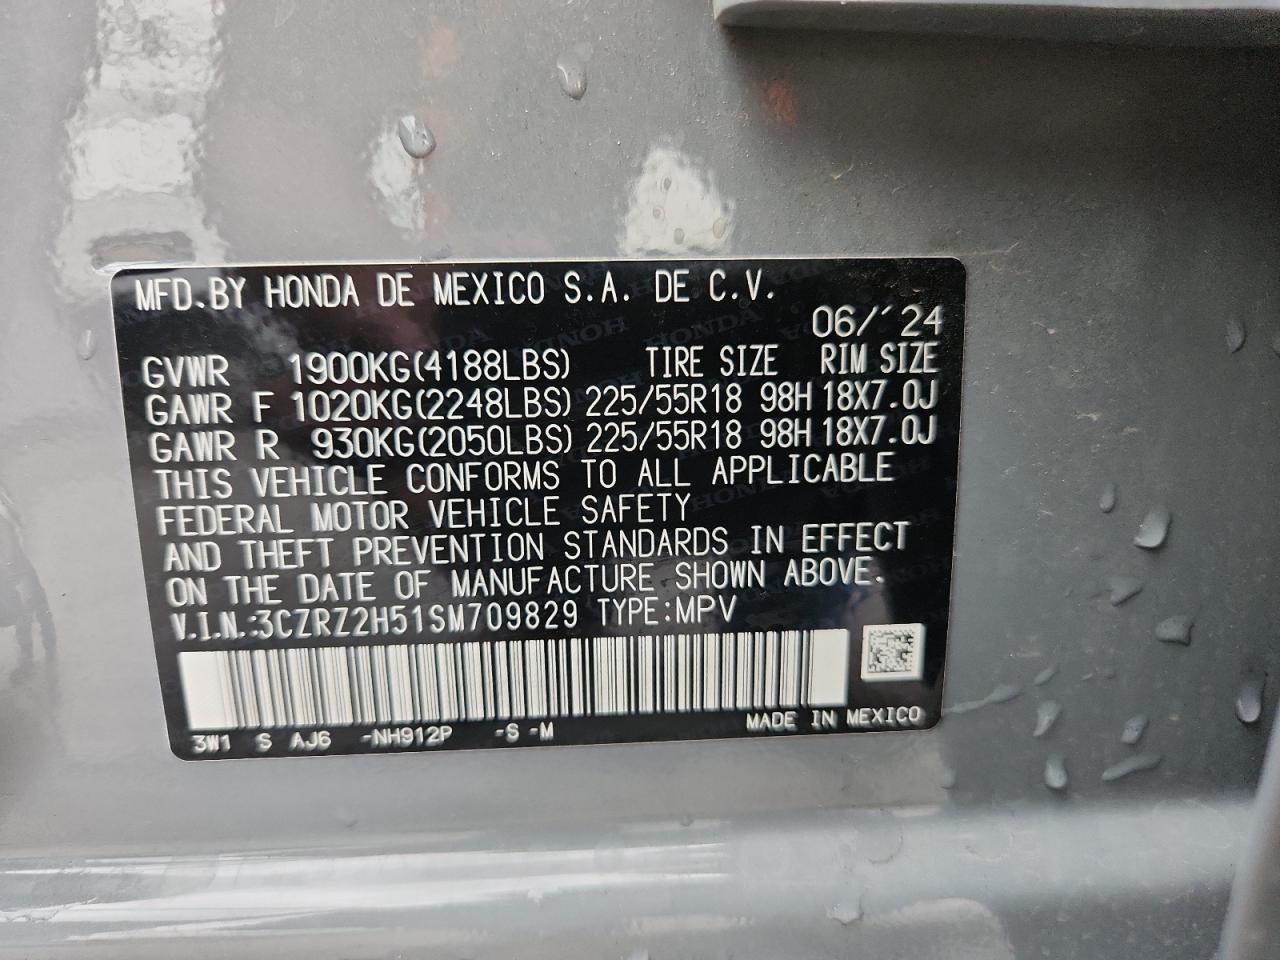 MFD.BY HONDA DE MEXICO S.A. DE C.V.
06/´24
GVWR 1900KG(4188LBS) TIRE SIZE RIM SIZE
GAWR F 1020KG(2248LBS) 225/55R18 98H 18X7.0J
GAWR R 930KG(2050LBS) 225/55R18 98H 18X7.0J
THIS VEHICLE CONFORMS TO ALL APPLICABLE
FEDERAL MOTOR VEHICLE SAFETY
AND THEFT PREVENTION STANDARDS IN EFFECT
ON THE DATE OF MANUFACTURE SHOWN ABOVE.
V.I.N.:3CZRZ2H51SM709829 TYPE:MPV
3W1 S AJ6 -NH912P -S -M MADE IN MEXICO